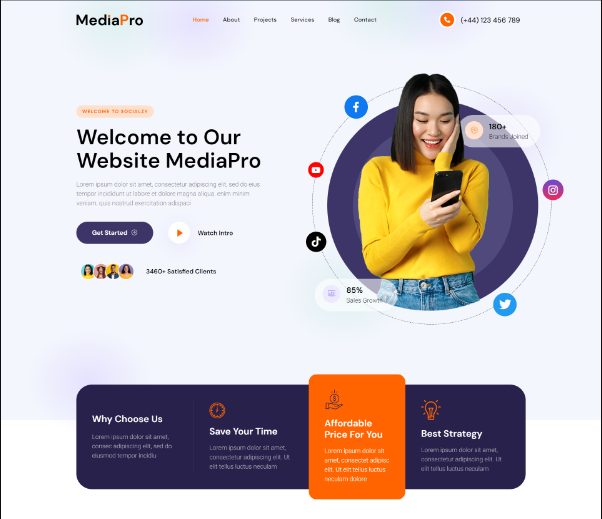 MediaPro
Home About Projects Services Blog Contact
(+44) 123 456 789
WELCOME TO SOCIALZY
Welcome to Our
Website MediaPro
Lorem ipsum dolor sit amet, consectetur adipiscing elit, sed do eius
tempor incididunt ut labore et dolore magna aliqua. enim minim
veniam, quis nostrud exercitation adipisci
Get Started
Watch Intro
3460+ Satisfied Clients
180+
Brands Joined
85%
Sales Growth
Why Choose Us
Lorem ipsum dolor sit amet,
consec adipiscing elit, sed do
eiusmod tempor incidiu
Save Your Time
Lorem ipsum dolor sit amet,
consectetur adipiscing elit. Ut
elit tellus luctus neculam
Affordable
Price For You
Lorem ipsum dolor sit
amet, consectet adipisc
elit. Ut elit tellus luctus
neculam dolore
Best Strategy
Lorem ipsum dolor sit amet,
consectetur adipiscing elit. Ut
elit tellus luctus neculam